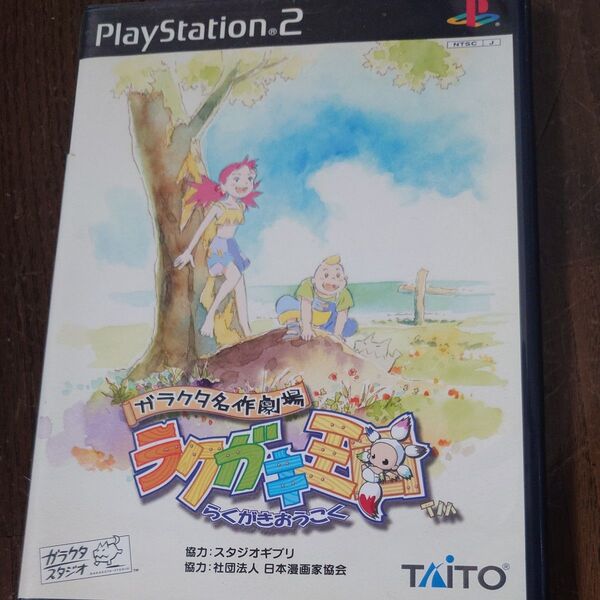 PlayStation®2
NTSC J
ガラクタ名作劇場
ラクガキ王国
らくがきおうこく
TM
協力:スタジオギブリ
協力:社団法人 日本漫画家協会
ガラクタ
スタジオ
TAITO®